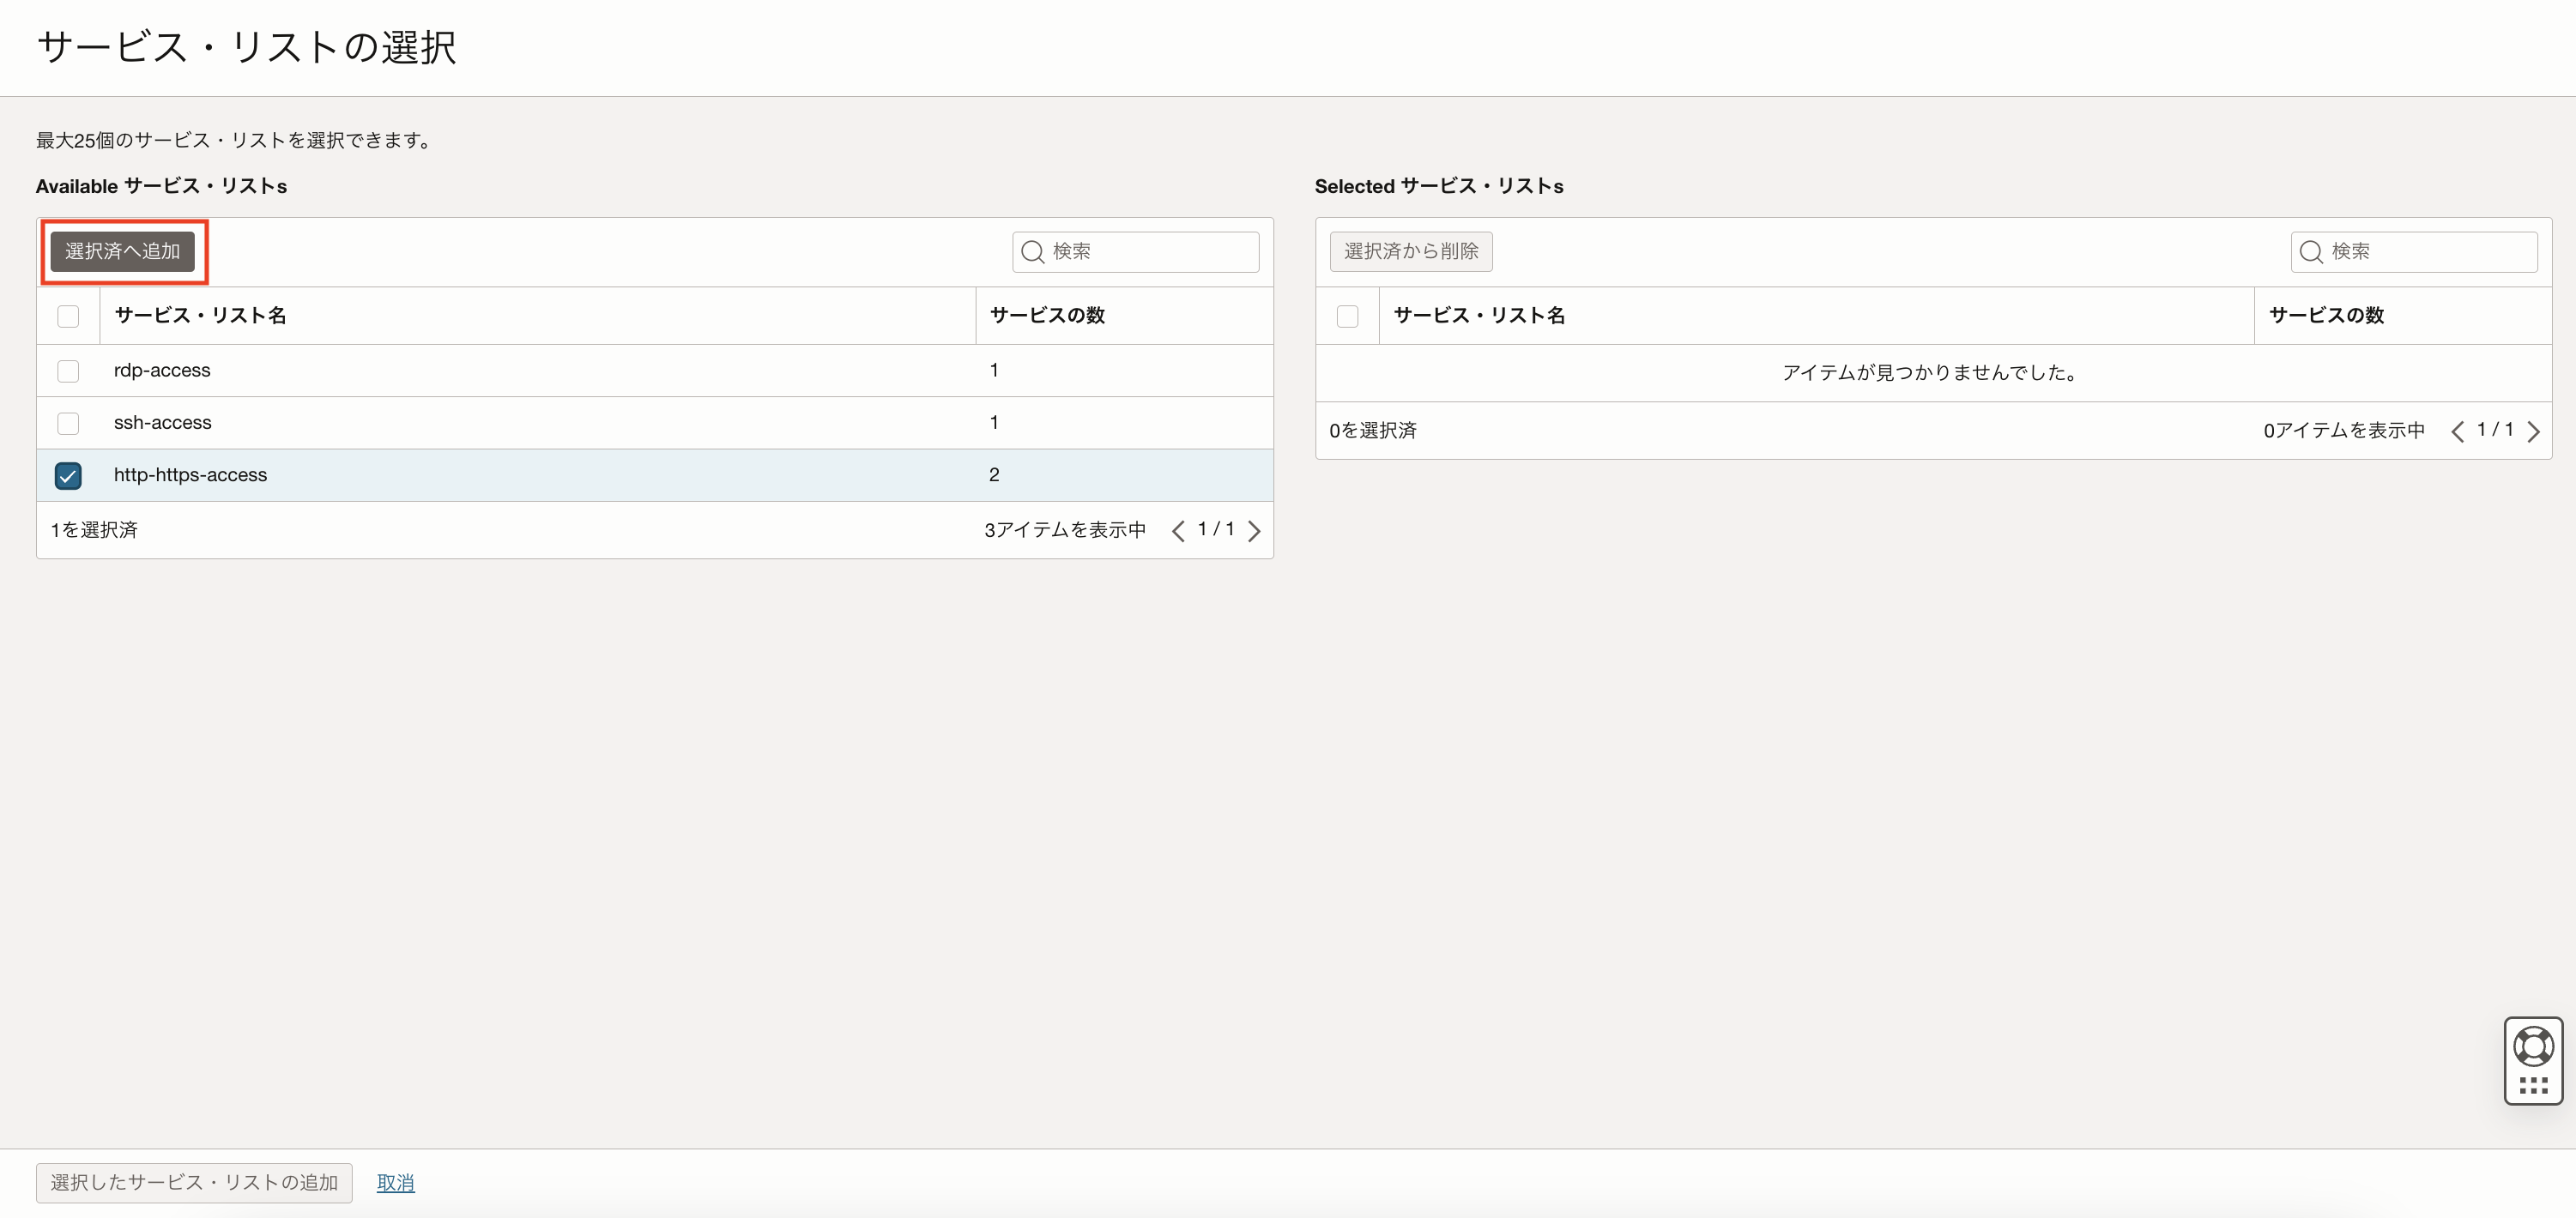 サービス・リストの選択
最大25個のサービス・リストを選択できます。
Available サービス・リストs
選択済へ追加
検索
サービス・リスト名 サービスの数
rdp-access 1
ssh-access 1
http-https-access 2
1を選択済 3アイテムを表示中 1 / 1
Selected サービス・リストs
選択済から削除
検索
サービス・リスト名 サービスの数
アイテムが見つかりませんでした。
0を選択済 0アイテムを表示中 1 / 1
選択したサービス・リストの追加 取消